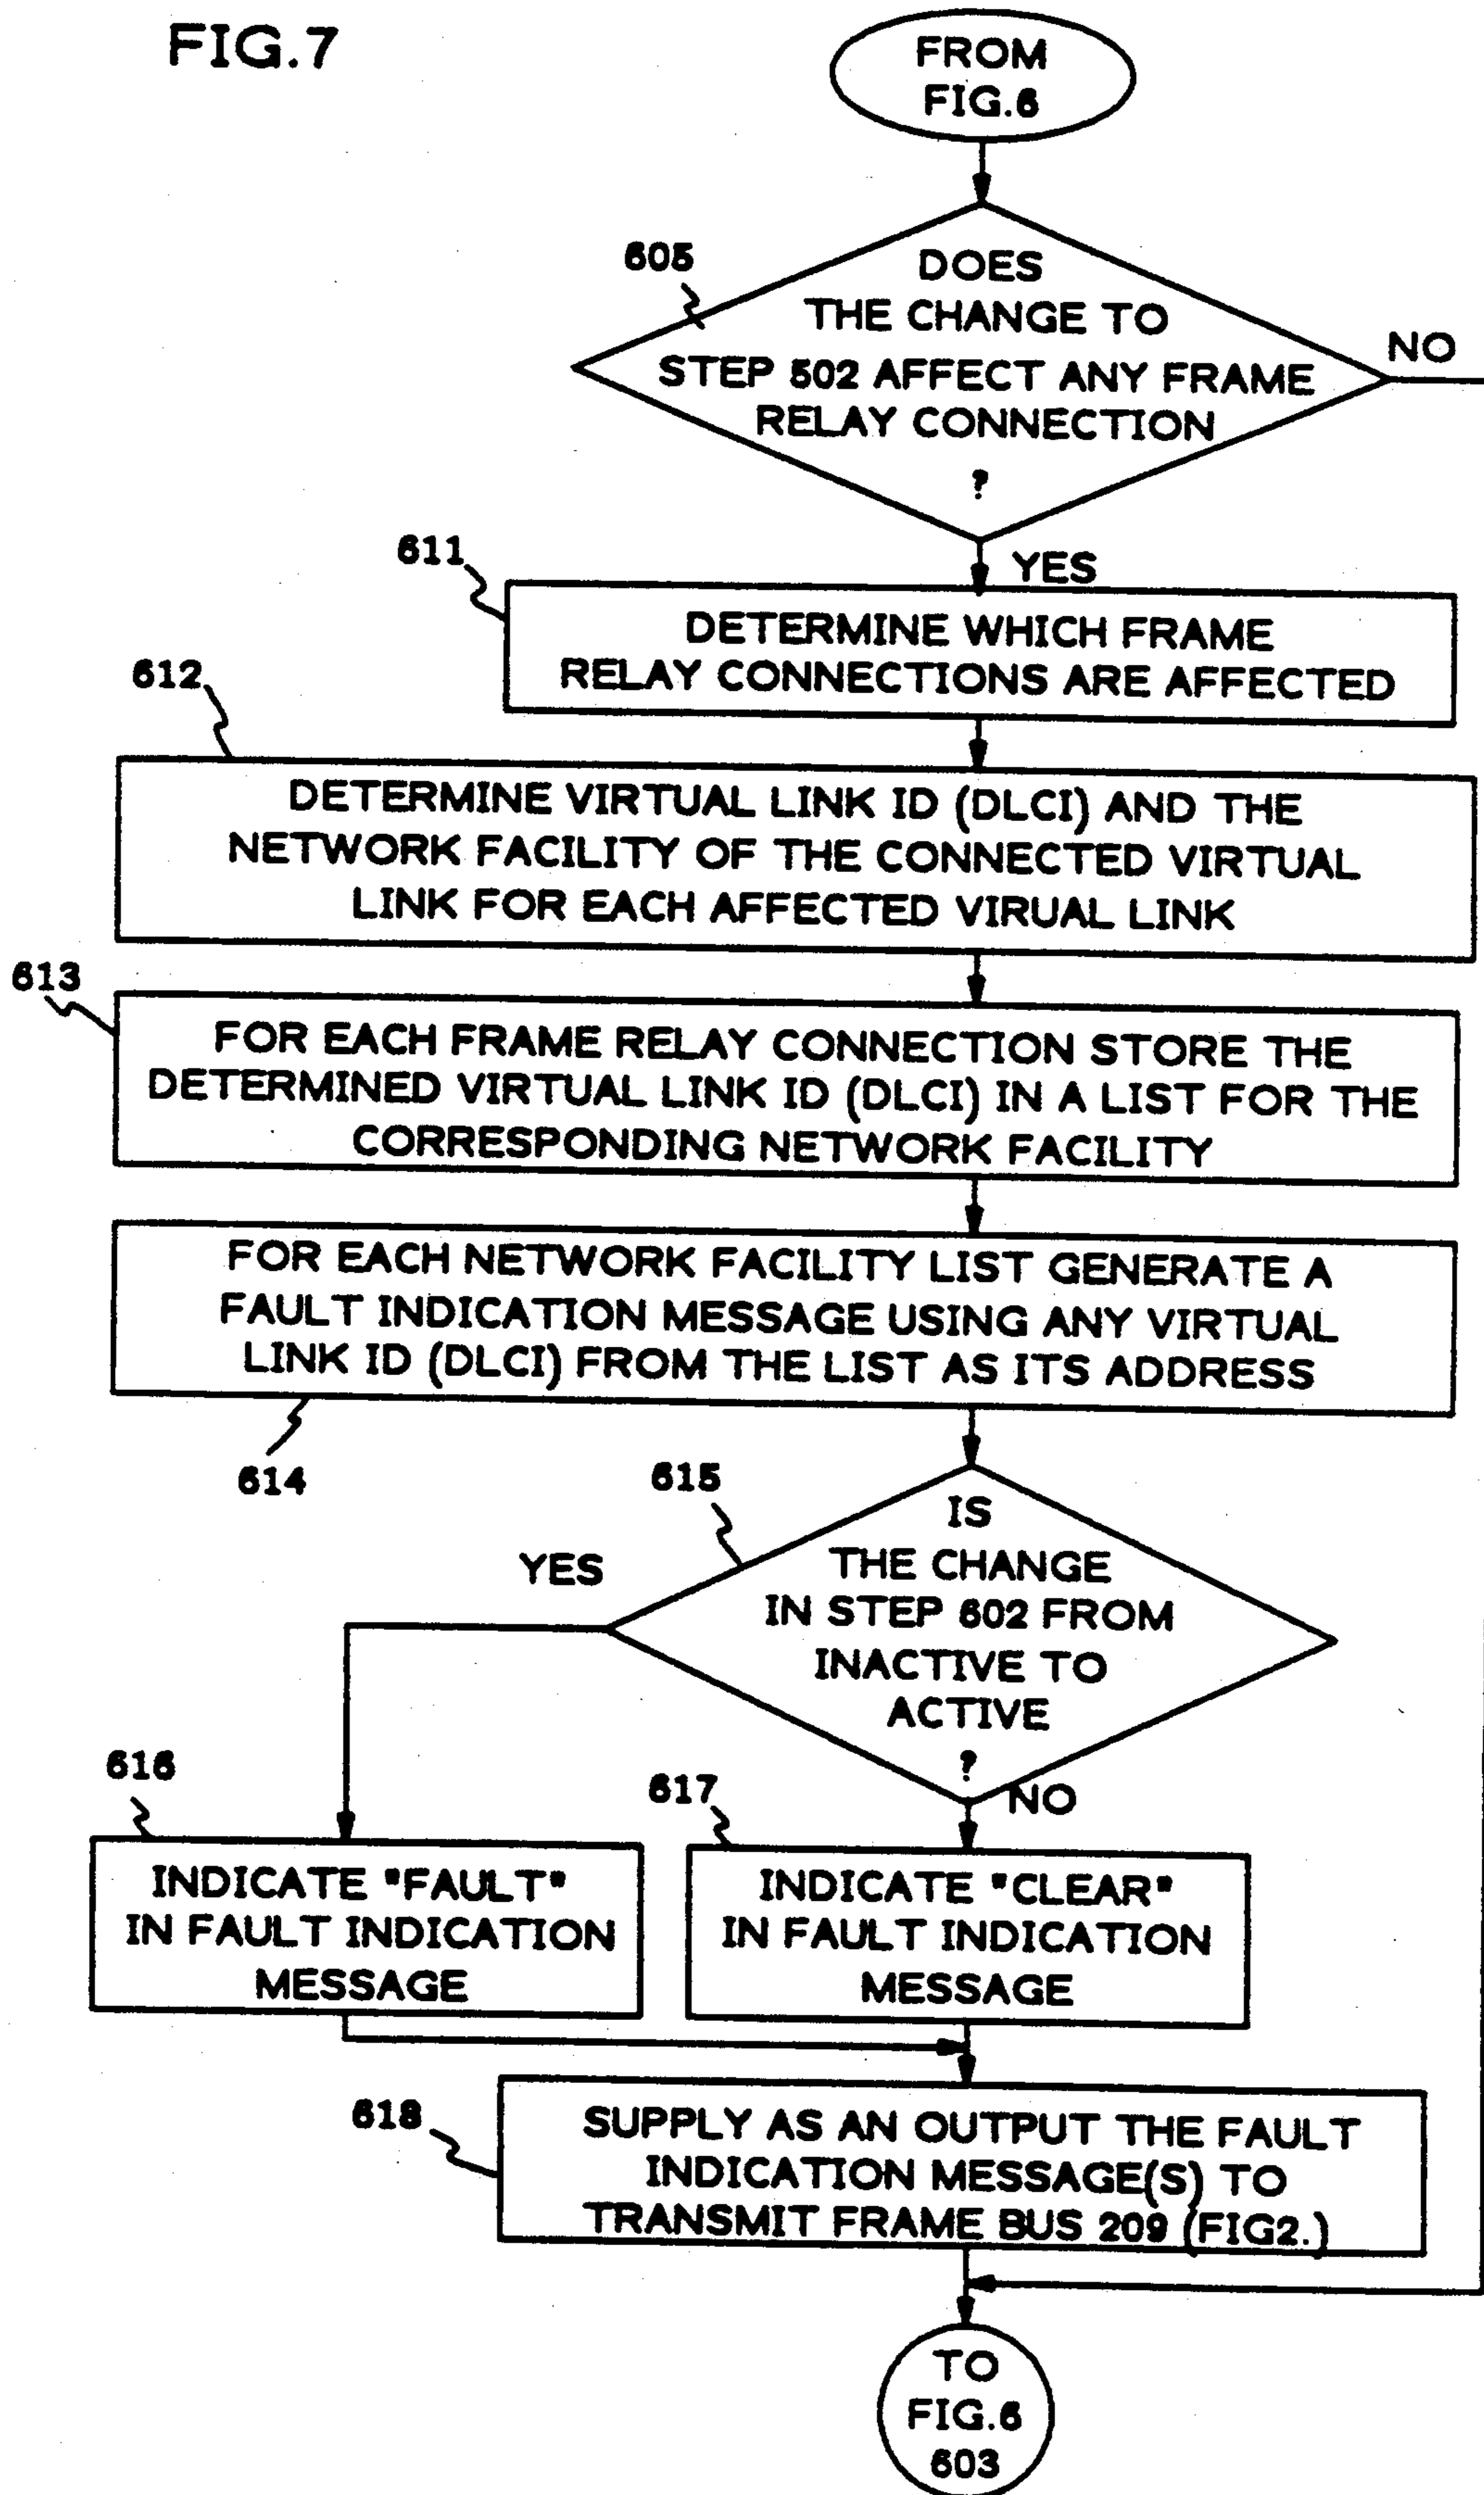 FIG.7
FROM
FIG.6
605
DOES
THE CHANGE TO
STEP 602 AFFECT ANY FRAME
RELAY CONNECTION
?
NO
YES
611
DETERMINE WHICH FRAME
RELAY CONNECTIONS ARE AFFECTED
612
DETERMINE VIRTUAL LINK ID (DLCI) AND THE
NETWORK FACILITY OF THE CONNECTED VIRTUAL
LINK FOR EACH AFFECTED VIRUAL LINK
613
FOR EACH FRAME RELAY CONNECTION STORE THE
DETERMINED VIRTUAL LINK ID (DLCI) IN A LIST FOR THE
CORRESPONDING NETWORK FACILITY
FOR EACH NETWORK FACILITY LIST GENERATE A
FAULT INDICATION MESSAGE USING ANY VIRTUAL
LINK ID (DLCI) FROM THE LIST AS ITS ADDRESS
614
615
IS
THE CHANGE
IN STEP 602 FROM
INACTIVE TO
ACTIVE
?
YES
NO
616
INDICATE "FAULT"
IN FAULT INDICATION
MESSAGE
617
INDICATE "CLEAR"
IN FAULT INDICATION
MESSAGE
618
SUPPLY AS AN OUTPUT THE FAULT
INDICATION MESSAGE(S) TO
TRANSMIT FRAME BUS 209 (FIG2.)
TO
FIG.6
603